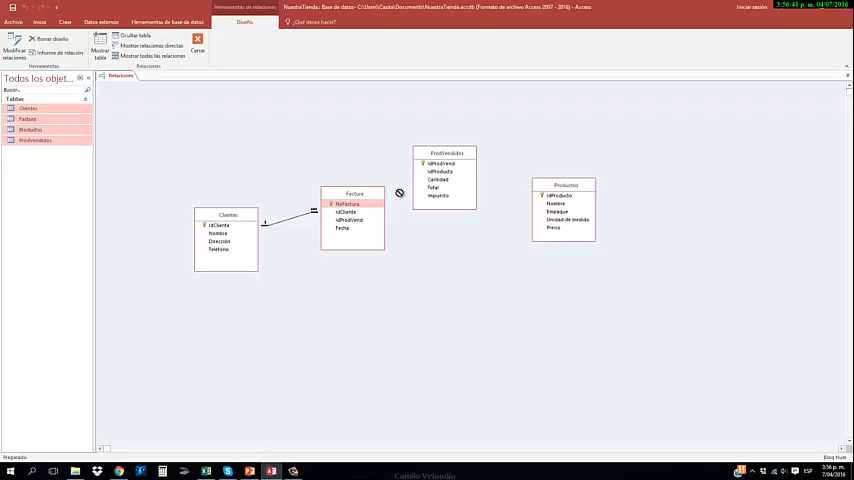 Herramientas de relaciones
NuestraTienda : Base de datos- C:\Users\Casita\Documents\NuestraTienda.accdb (Formato de archivo Access 2007 - 2016) - Access
Iniciar sesión
3:56:41 p. m. 04/07/2016
Archivo
Inicio
Crear
Datos externos
Herramientas de base de datos
Diseño
¿Qué desea hacer?
Modificar relaciones
Borrar diseño
Informe de relación
Herramientas
Mostrar tabla
Ocultar tabla
Mostrar relaciones directas
Mostrar todas las relaciones
Cerrar
Relaciones
Todos los objet...
Buscar...
Tablas
Clientes
Factura
Productos
ProdVendidos
Relaciones
Clientes
IdCliente
Nombre
Dirección
Teléfono
1
∞
Factura
NoFactura
IdCliente
IdProdVend
Fecha
ProdVendidos
IdProdVend
IdProducto
Cantidad
Total
Impuesto
Productos
IdProducto
Nombre
Empaque
Unidad de medida
Precio
Preparado
Bloq Num
Camilo Velandia
ESP
3:56 p. m.
7/04/2016